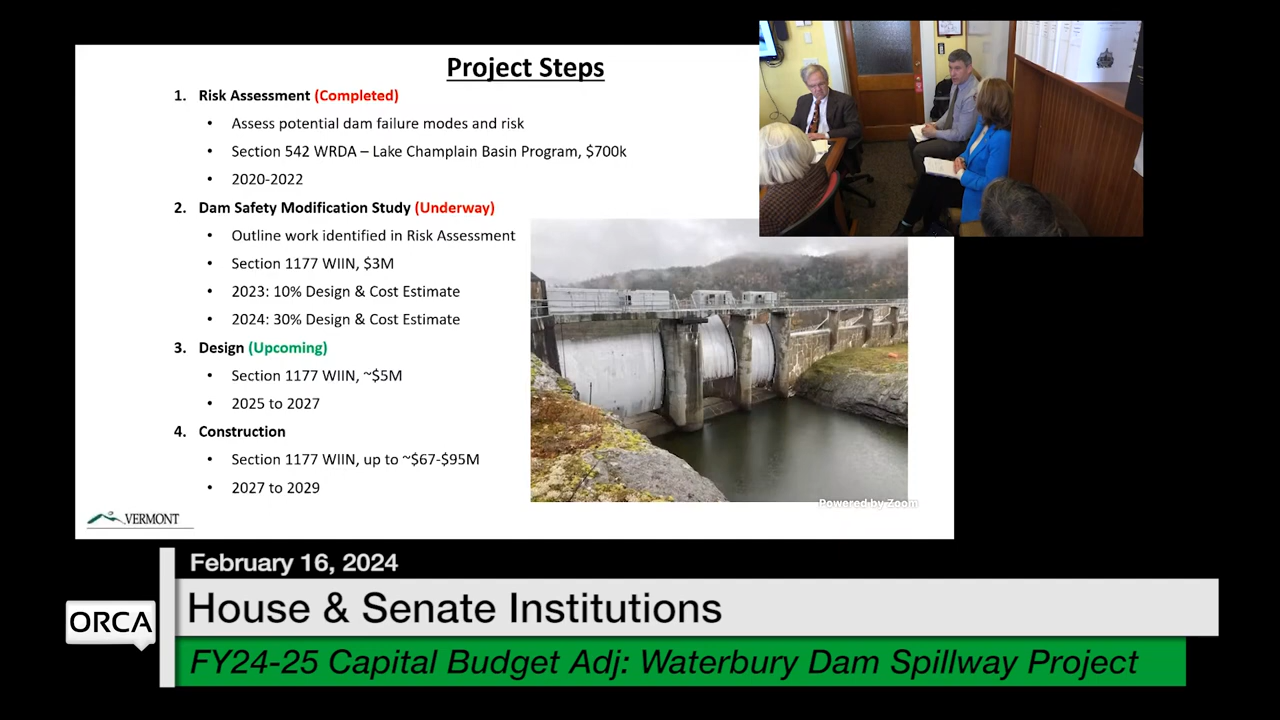 Project Steps
1. Risk Assessment (Completed)
• Assess potential dam failure modes and risk
• Section 542 WRDA – Lake Champlain Basin Program, $700k
• 2020-2022
2. Dam Safety Modification Study (Underway)
• Outline work identified in Risk Assessment
• Section 1177 WIIN, $3M
• 2023: 10% Design & Cost Estimate
• 2024: 30% Design & Cost Estimate
3. Design (Upcoming)
• Section 1177 WIIN, ~$5M
• 2025 to 2027
4. Construction
• Section 1177 WIIN, up to ~$67-$95M
• 2027 to 2029
Powered by Zoom
VERMONT
February 16, 2024
ORCA
House & Senate Institutions
FY24-25 Capital Budget Adj: Waterbury Dam Spillway Project